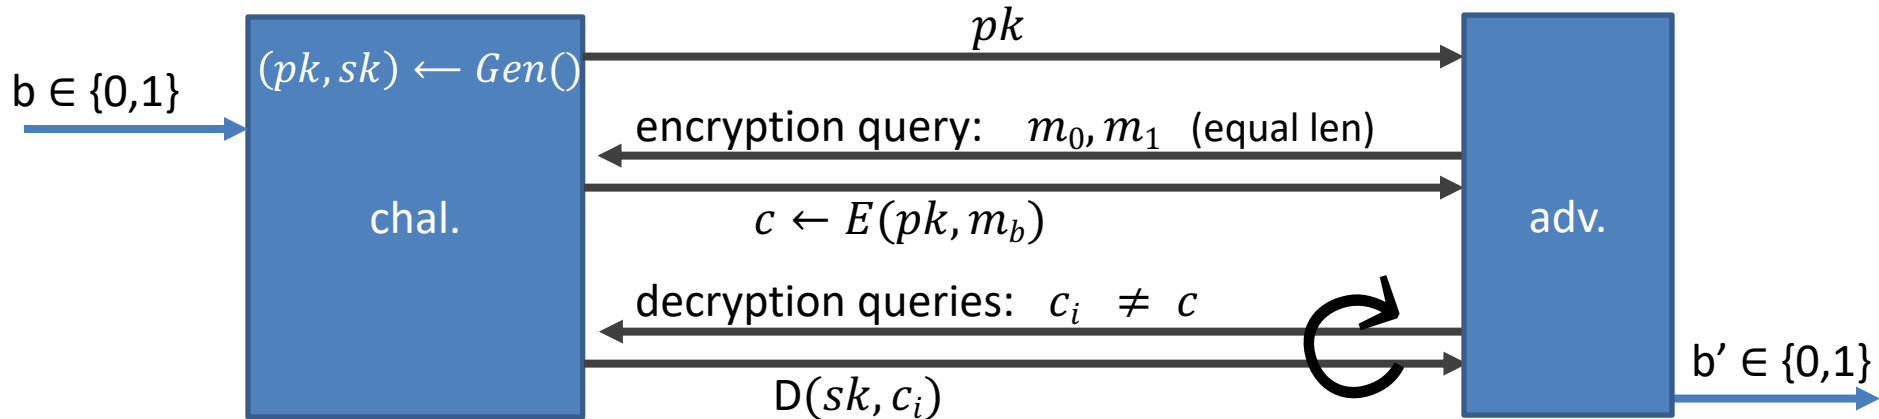 pk
(pk, sk) ⟵ Gen()
b ∈ {0,1}
encryption query: m₀, m₁ (equal len)
chal.
c ← E(pk, m_b)
adv.
decryption queries: cᵢ ≠ c
D(sk, cᵢ)
b’ ∈ {0,1}